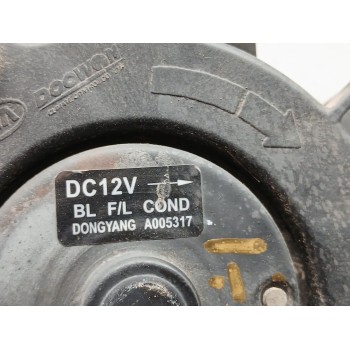 DOOWON
DC12V
BL F/L COND
DONGYANG A005317